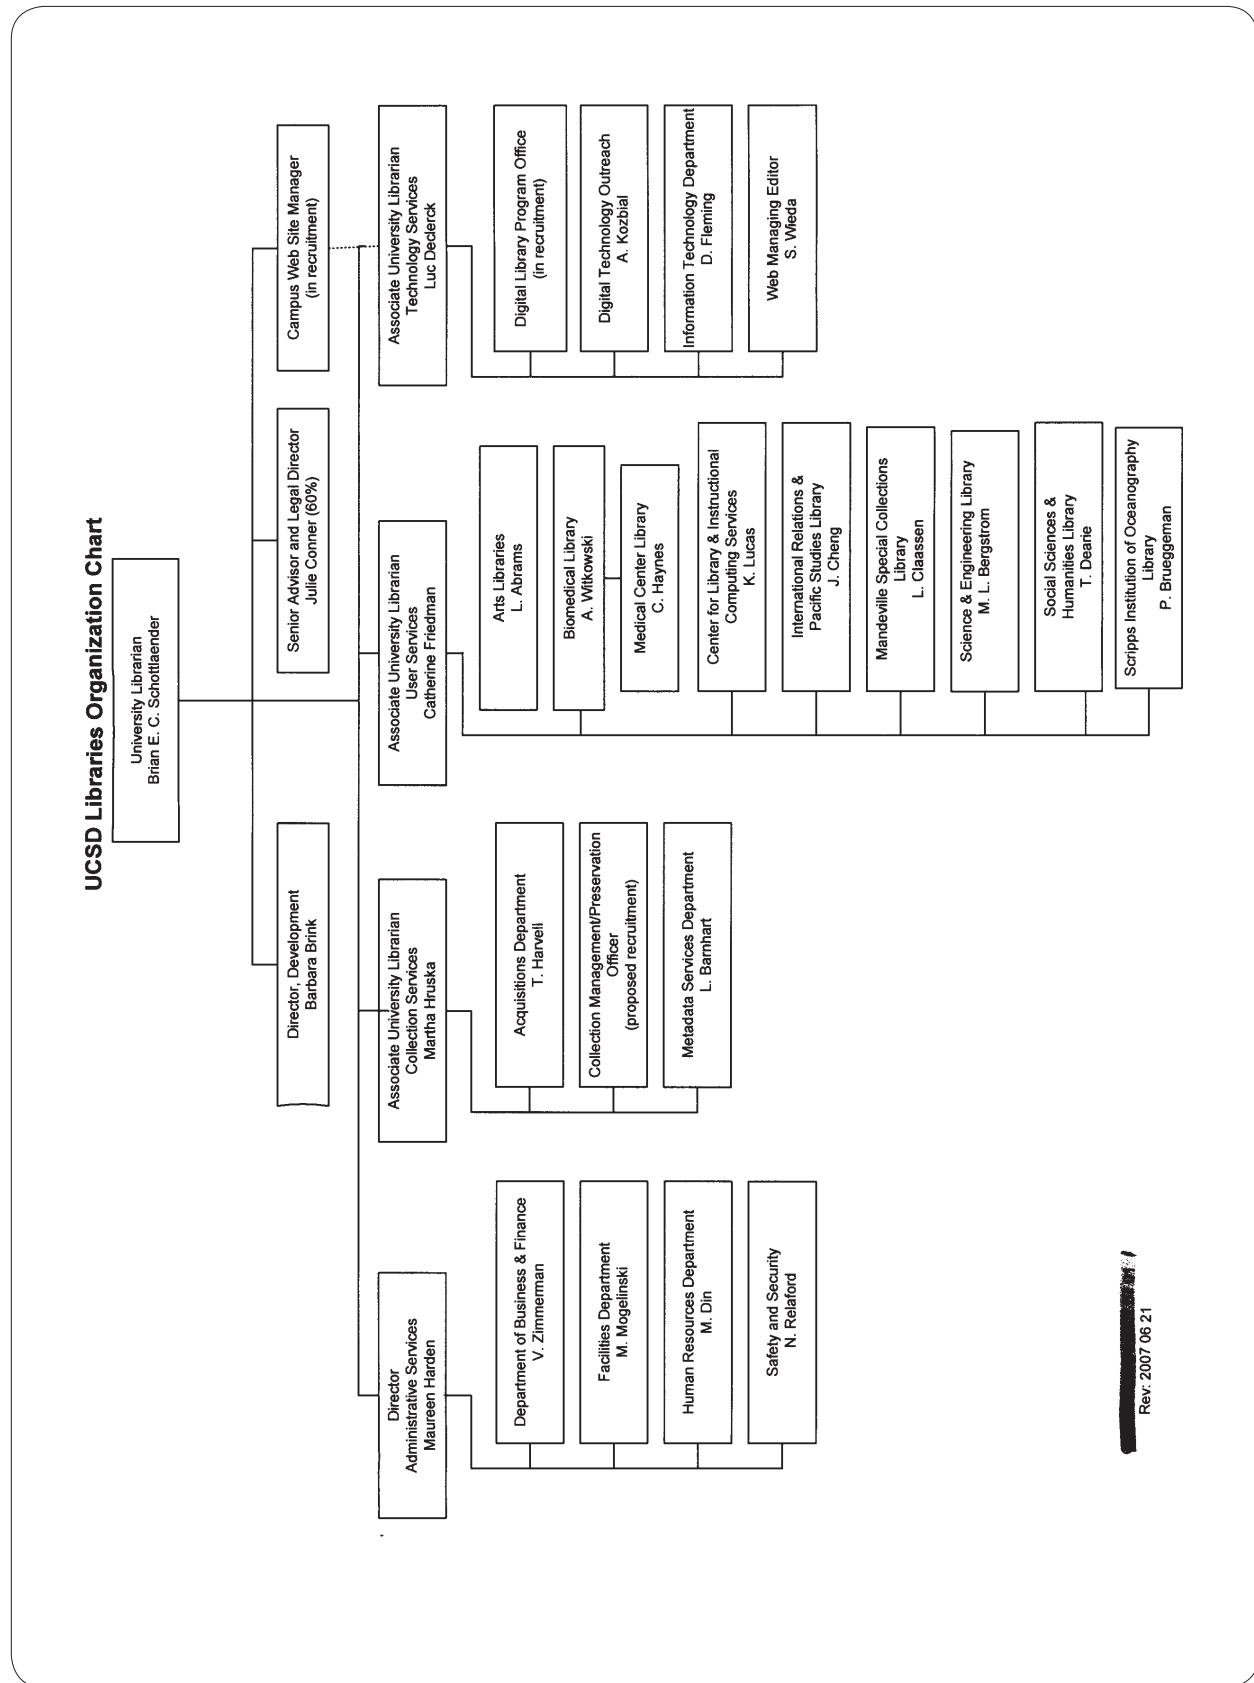 UCSD Libraries Organization Chart
University Librarian
Brian E. C. Schottlaender
Director, Development
Barbara Brink
Senior Advisor and Legal Director
Julie Conner (60%)
Campus Web Site Manager
(in recruitment)
Director
Administrative Services
Maureen Harden
Department of Business & Finance
V. Zimmerman
Facilities Department
M. Mogelinski
Human Resources Department
M. Din
Safety and Security
N. Relaford
Associate University Librarian
Collection Services
Martha Hruska
Acquisitions Department
T. Harvell
Collection Management/Preservation
Officer
(proposed recruitment)
Metadata Services Department
L. Barnhart
Associate University Librarian
User Services
Catherine Friedman
Arts Libraries
L. Abrams
Biomedical Library
A. Witkowski
Medical Center Library
C. Haynes
Center for Library & Instructional
Computing Services
K. Lucas
International Relations &
Pacific Studies Library
J. Cheng
Mandeville Special Collections
Library
L. Claassen
Science & Engineering Library
M. L. Bergstrom
Social Sciences &
Humanities Library
T. Dearie
Scripps Institution of Oceanography
Library
P. Brueggeman
Associate University Librarian
Technology Services
Luc Declerck
Digital Library Program Office
(in recruitment)
Digital Technology Outreach
A. Kozbial
Information Technology Department
D. Fleming
Web Managing Editor
S. Wieda
Rev: 2007 06 21